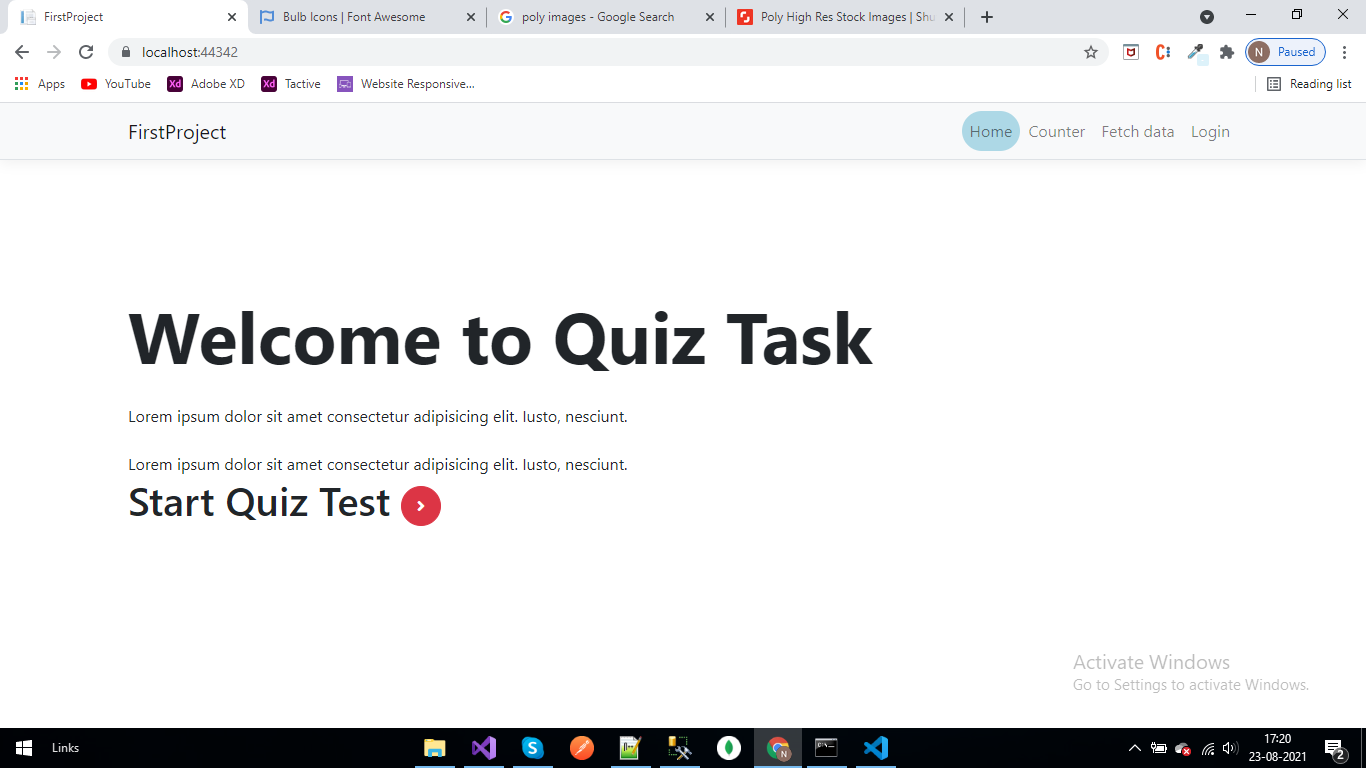 FirstProject
Bulb Icons | Font Awesome
poly images - Google Search
Poly High Res Stock Images | Shu
localhost:44342
N Paused
Apps
YouTube
Xd Adobe XD
Xd Tactive
Website Responsive...
Reading list
FirstProject
Home Counter Fetch data Login
Welcome to Quiz Task
Lorem ipsum dolor sit amet consectetur adipisicing elit. Iusto, nesciunt.
Lorem ipsum dolor sit amet consectetur adipisicing elit. Iusto, nesciunt.
Start Quiz Test
Activate Windows
Go to Settings to activate Windows.
Links
17:20
23-08-2021
2